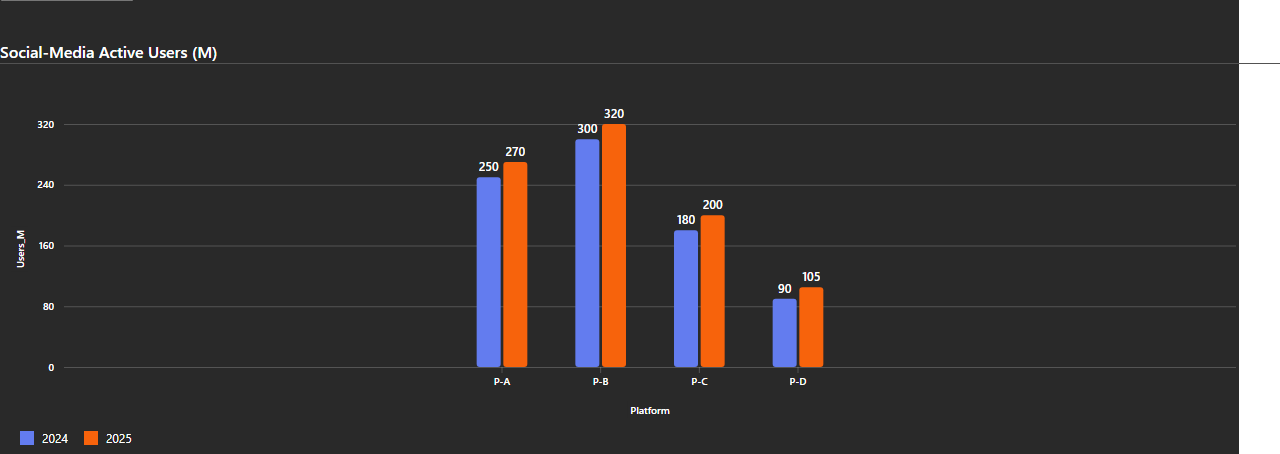 Social-Media Active Users (M)
320
240
160
80
0
Users_M
250
270
300
320
180
200
90
105
P-A
P-B
P-C
P-D
Platform
2024
2025